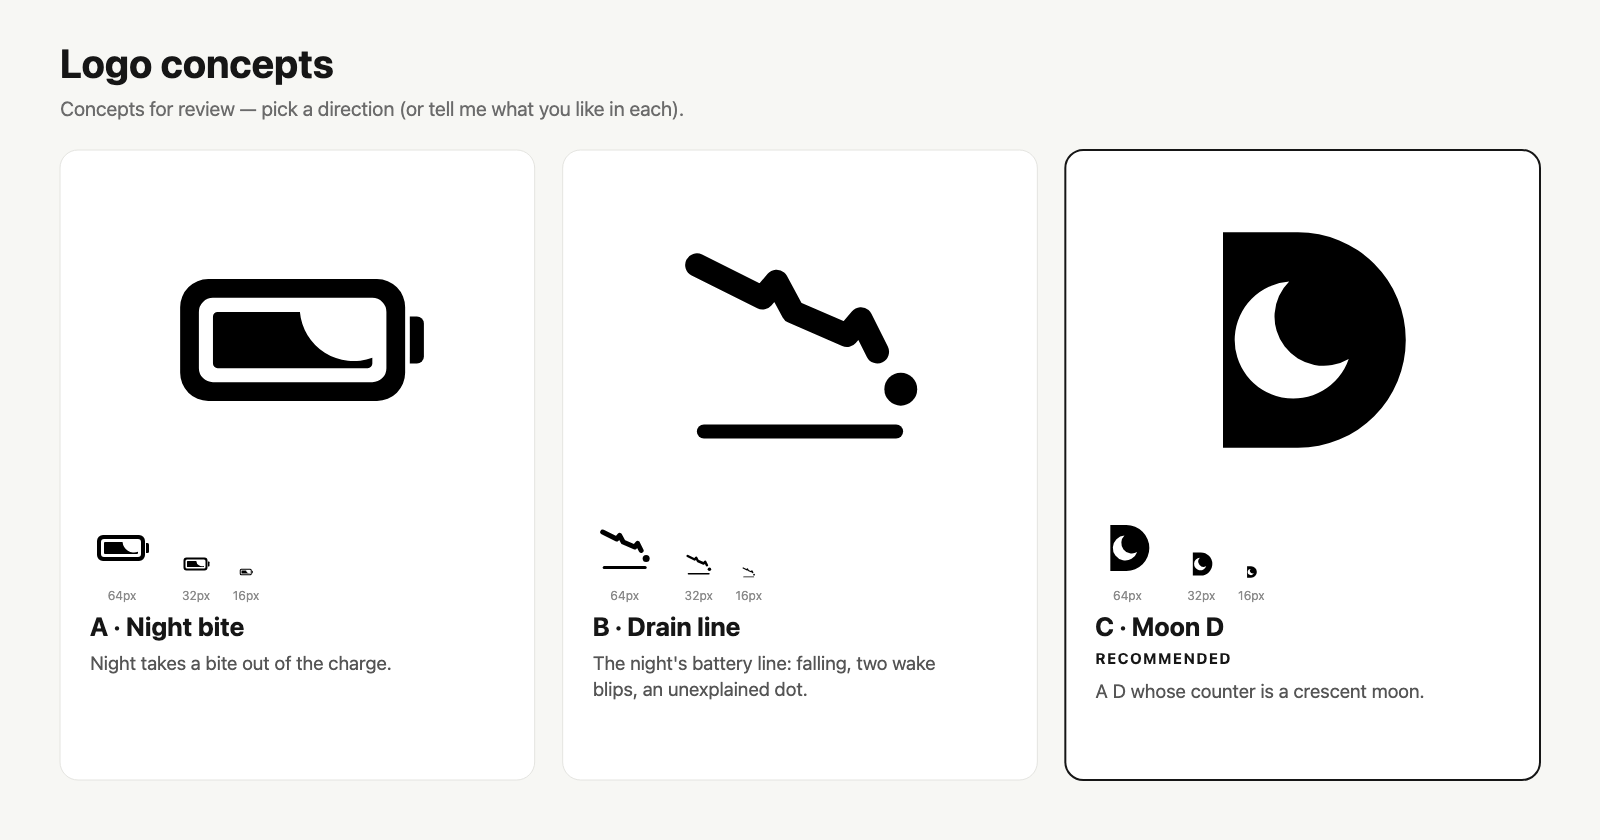 Logo concepts
Concepts for review — pick a direction (or tell me what you like in each).
64px 32px 16px
A · Night bite
Night takes a bite out of the charge.
64px 32px 16px
B · Drain line
The night's battery line: falling, two wake
blips, an unexplained dot.
64px 32px 16px
C · Moon D
RECOMMENDED
A D whose counter is a crescent moon.